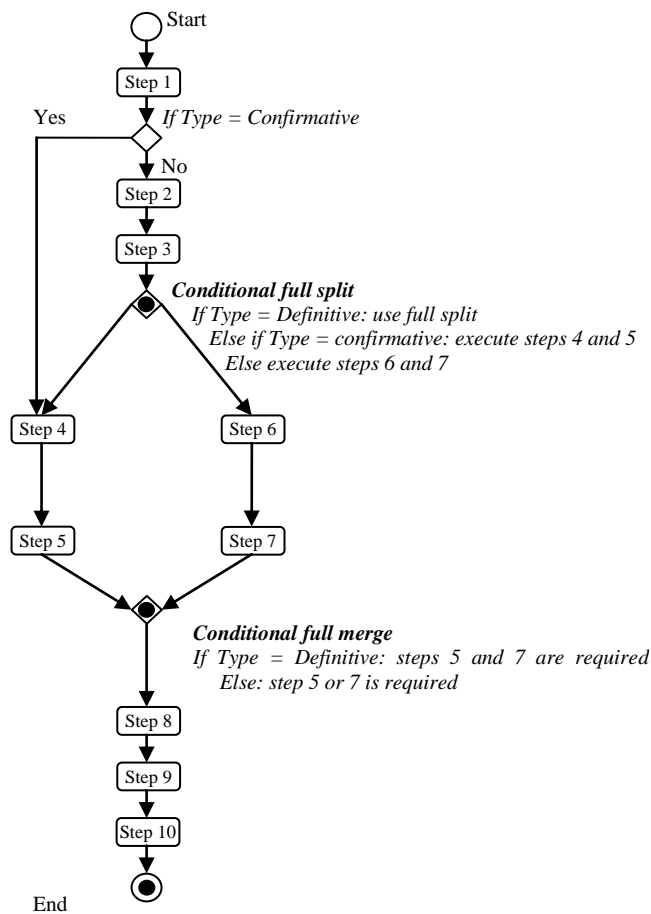 Start
Step 1
Yes
If Type = Confirmative
No
Step 2
Step 3
Conditional full split
If Type = Definitive: use full split
Else if Type = confirmative: execute steps 4 and 5
Else execute steps 6 and 7
Step 4
Step 6
Step 5
Step 7
Conditional full merge
If Type = Definitive: steps 5 and 7 are required
Else: step 5 or 7 is required
Step 8
Step 9
Step 10
End